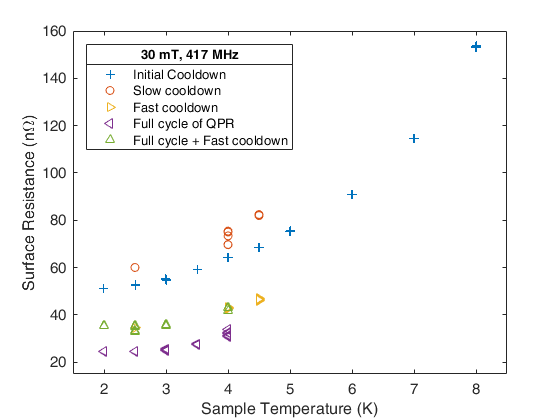 160nΩ
140
120
100
80
60
40
20
2
3
4
5
6
7
8
Surface Resistance (nΩ)
Sample Temperature (K)
30 mT, 417 MHz
Initial Cooldown
Slow cooldown
Fast cooldown
Full cycle of QPR
Full cycle + Fast cooldown